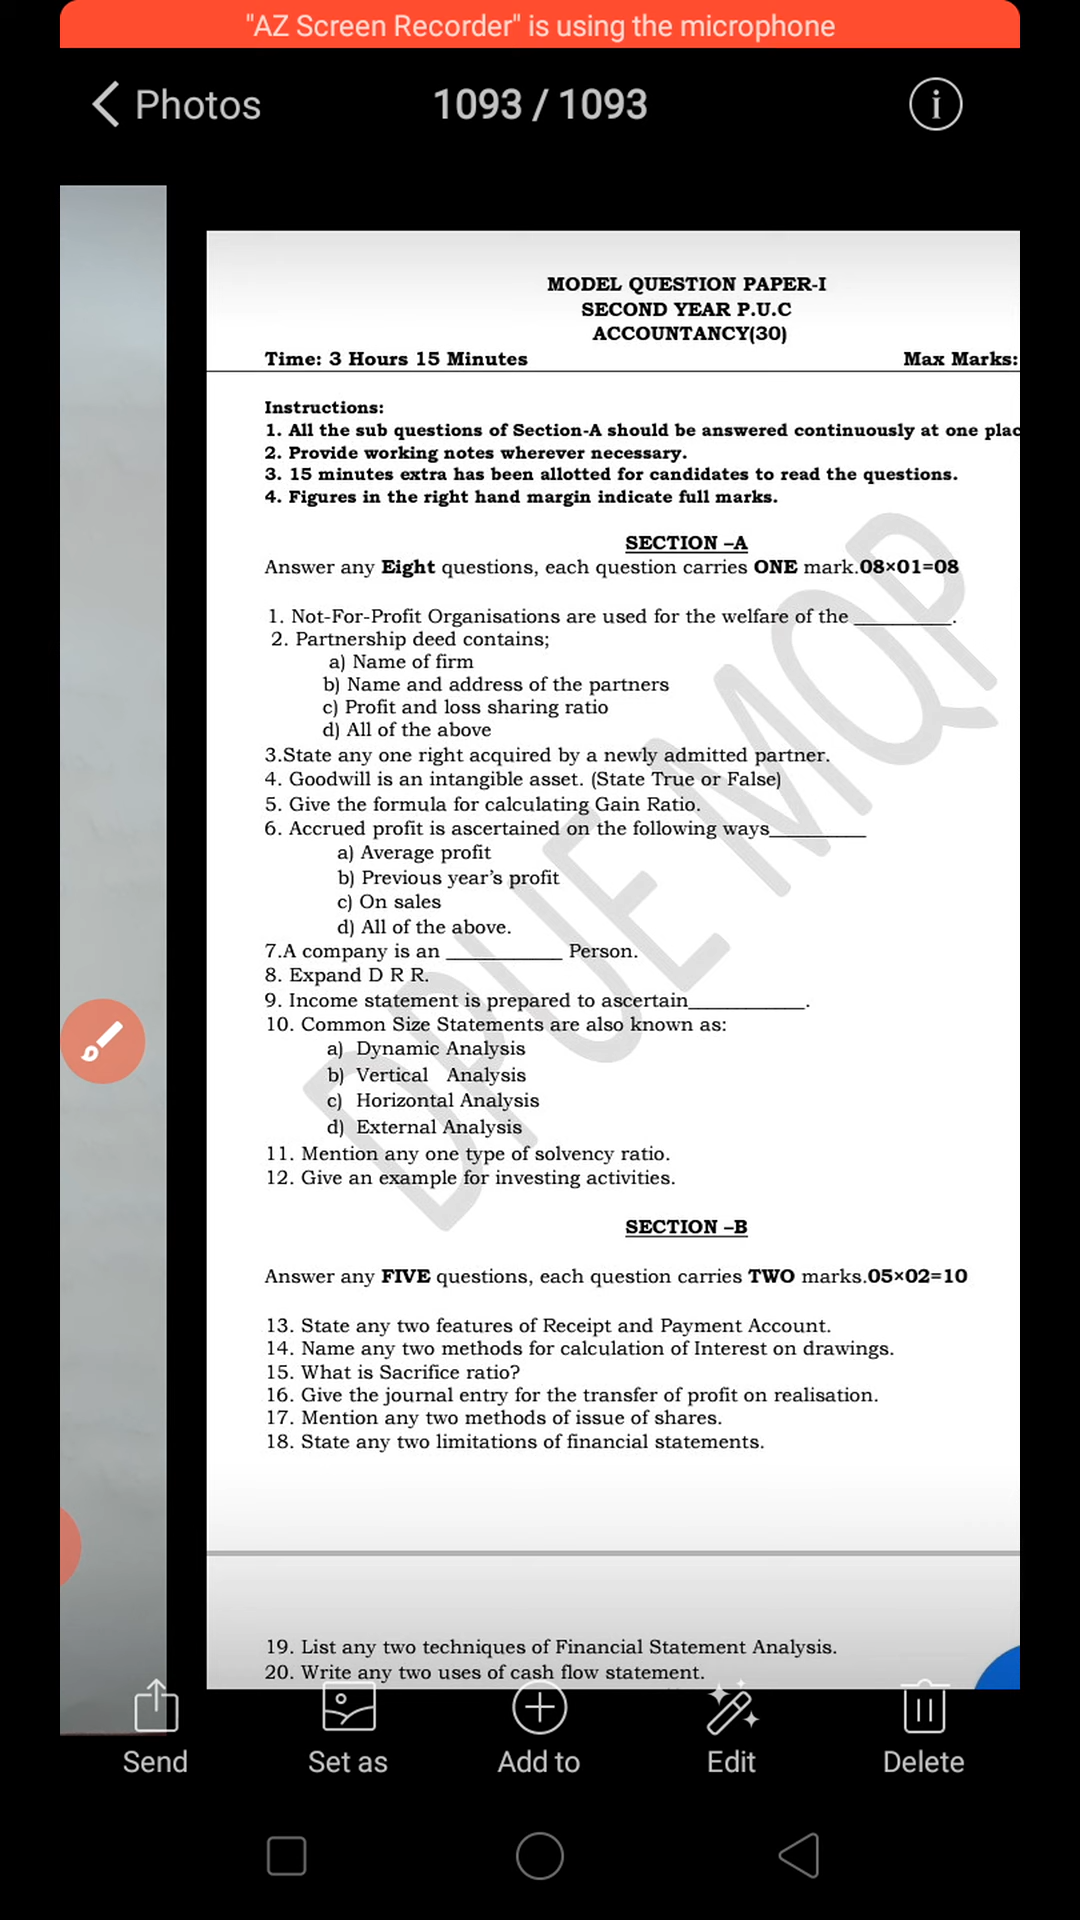 "AZ Screen Recorder" is using the microphone
Photos
1093 / 1093
MODEL QUESTION PAPER-I
SECOND YEAR P.U.C
ACCOUNTANCY(30)
Time: 3 Hours 15 Minutes Max Marks:
Instructions:
1. All the sub questions of Section-A should be answered continuously at one plac
2. Provide working notes wherever necessary.
3. 15 minutes extra has been allotted for candidates to read the questions.
4. Figures in the right hand margin indicate full marks.
SECTION –A
Answer any Eight questions, each question carries ONE mark.08×01=08
1. Not-For-Profit Organisations are used for the welfare of the __________.
2. Partnership deed contains;
a) Name of firm
b) Name and address of the partners
c) Profit and loss sharing ratio
d) All of the above
3.State any one right acquired by a newly admitted partner.
4. Goodwill is an intangible asset. (State True or False)
5. Give the formula for calculating Gain Ratio.
6. Accrued profit is ascertained on the following ways__________
a) Average profit
b) Previous year’s profit
c) On sales
d) All of the above.
7.A company is an ____________ Person.
8. Expand D R R.
9. Income statement is prepared to ascertain____________.
10. Common Size Statements are also known as:
a) Dynamic Analysis
b) Vertical Analysis
c) Horizontal Analysis
d) External Analysis
11. Mention any one type of solvency ratio.
12. Give an example for investing activities.
DPUE MQP
SECTION –B
Answer any FIVE questions, each question carries TWO marks.05×02=10
13. State any two features of Receipt and Payment Account.
14. Name any two methods for calculation of Interest on drawings.
15. What is Sacrifice ratio?
16. Give the journal entry for the transfer of profit on realisation.
17. Mention any two methods of issue of shares.
18. State any two limitations of financial statements.
19. List any two techniques of Financial Statement Analysis.
20. Write any two uses of cash flow statement.
Send
Set as
Add to
Edit
Delete